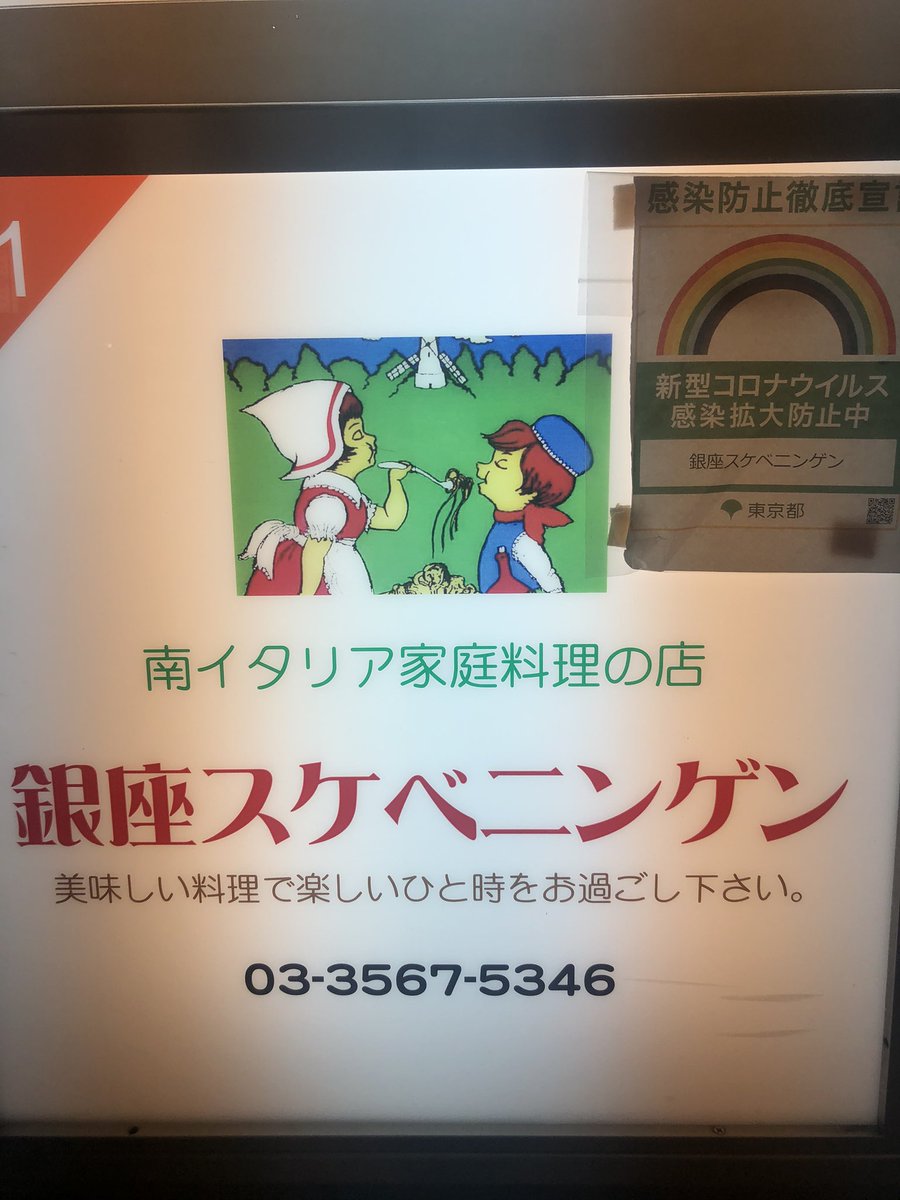 1
感染防止徹底宣言
新型コロナウイルス
感染拡大防止中
銀座スケベニンゲン
東京都
南イタリア家庭料理の店
銀座スケベニンゲン
美味しい料理で楽しいひと時をお過ごし下さい。
03-3567-5346